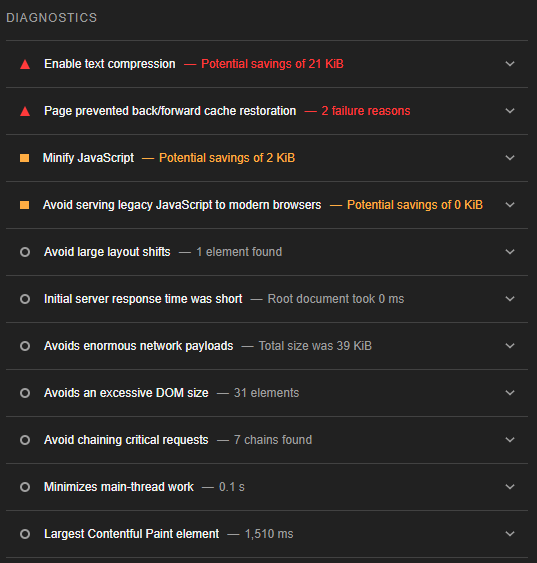 DIAGNOSTICS
Enable text compression — Potential savings of 21 KiB
Page prevented back/forward cache restoration — 2 failure reasons
Minify JavaScript — Potential savings of 2 KiB
Avoid serving legacy JavaScript to modern browsers — Potential savings of 0 KiB
Avoid large layout shifts — 1 element found
Initial server response time was short — Root document took 0 ms
Avoids enormous network payloads — Total size was 39 KiB
Avoids an excessive DOM size — 31 elements
Avoid chaining critical requests — 7 chains found
Minimizes main-thread work — 0.1 s
Largest Contentful Paint element — 1,510 ms